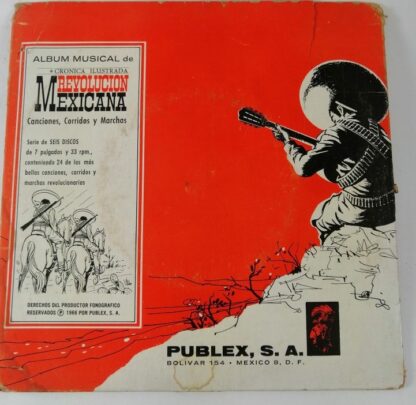 ALBUM MUSICAL de
CRONICA ILUSTRADA
REVOLUCION
MEXICANA
Canciones, Corridos y Marchas
Serie de SEIS DISCOS
de 7 pulgadas y 33 rpm.,
conteniendo 24 de las más
bellas canciones, corridos y
marchas revolucionarias
DERECHOS DEL PRODUCTOR FONOGRAFICO
RESERVADOS Ⓟ 1966 POR PUBLEX, S. A.
PUBLEX, S. A.
BOLIVAR 154 • MEXICO 8, D. F.